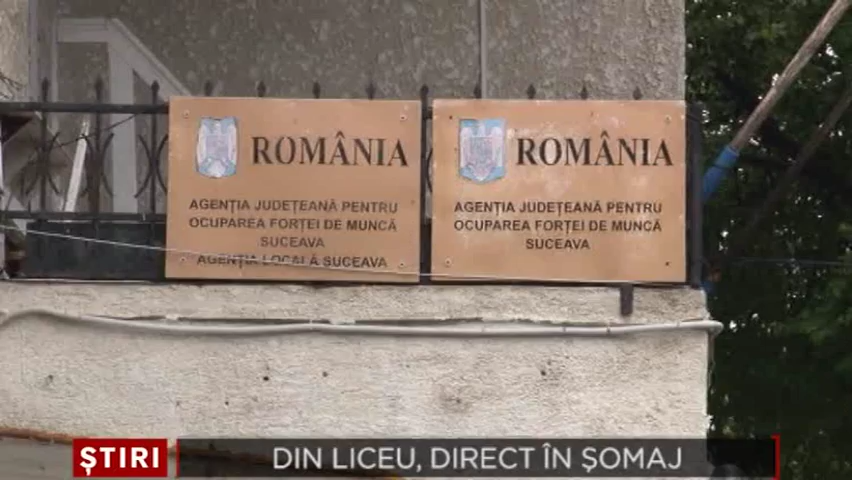 ROMÂNIA
AGENȚIA JUDEȚEANĂ PENTRU
OCUPAREA FORȚEI DE MUNCĂ
SUCEAVA
AGENȚIA LOCALĂ SUCEAVA
ROMÂNIA
AGENȚIA JUDEȚEANĂ PENTRU
OCUPAREA FORȚEI DE MUNCĂ
SUCEAVA
ȘTIRI
DIN LICEU, DIRECT ÎN ȘOMAJ